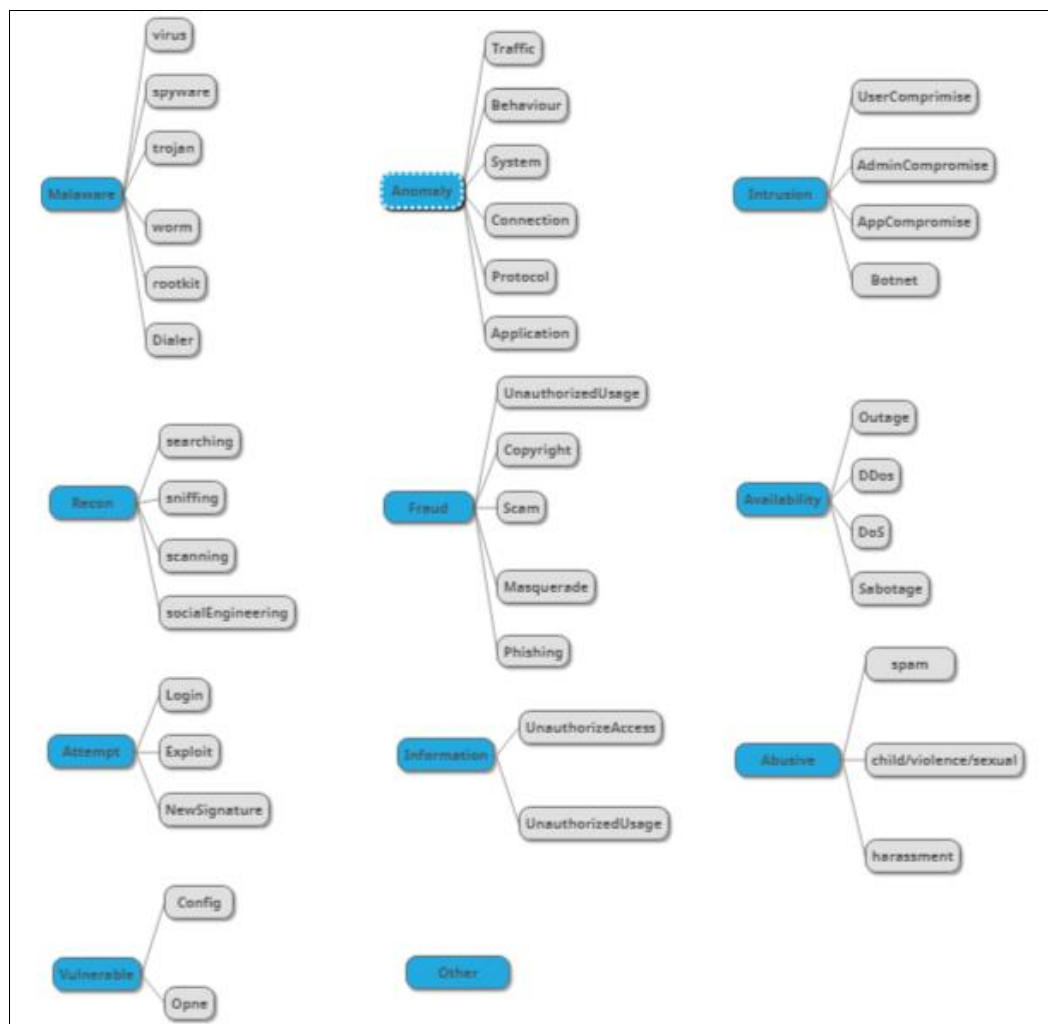 Malaware
virus
spyware
trojan
worm
rootkit
Dialer
Anomaly
Traffic
Behaviour
System
Connection
Protocol
Application
Intrusion
UserComprimise
AdminCompromise
AppCompromise
Botnet
Recon
searching
sniffing
scanning
socialEngineering
Fraud
UnauthorizedUsage
Copyright
Scam
Masquerade
Phishing
Availability
Outage
DDos
DoS
Sabotage
Attempt
Login
Exploit
NewSignature
Information
UnauthorizeAccess
UnauthorizedUsage
Abusive
spam
child/violence/sexual
harassment
Vulnerable
Config
Opne
Other